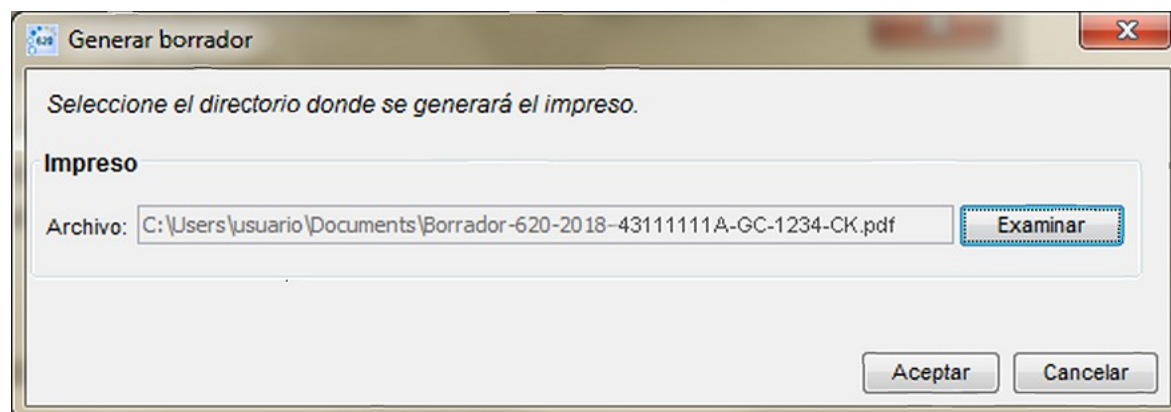 620 Generar borrador
Seleccione el directorio donde se generará el impreso.
Impreso
Archivo: C:\Users\usuario\Documents\Borrador-620-2018--43111111A-GC-1234-CK.pdf Examinar
Aceptar Cancelar